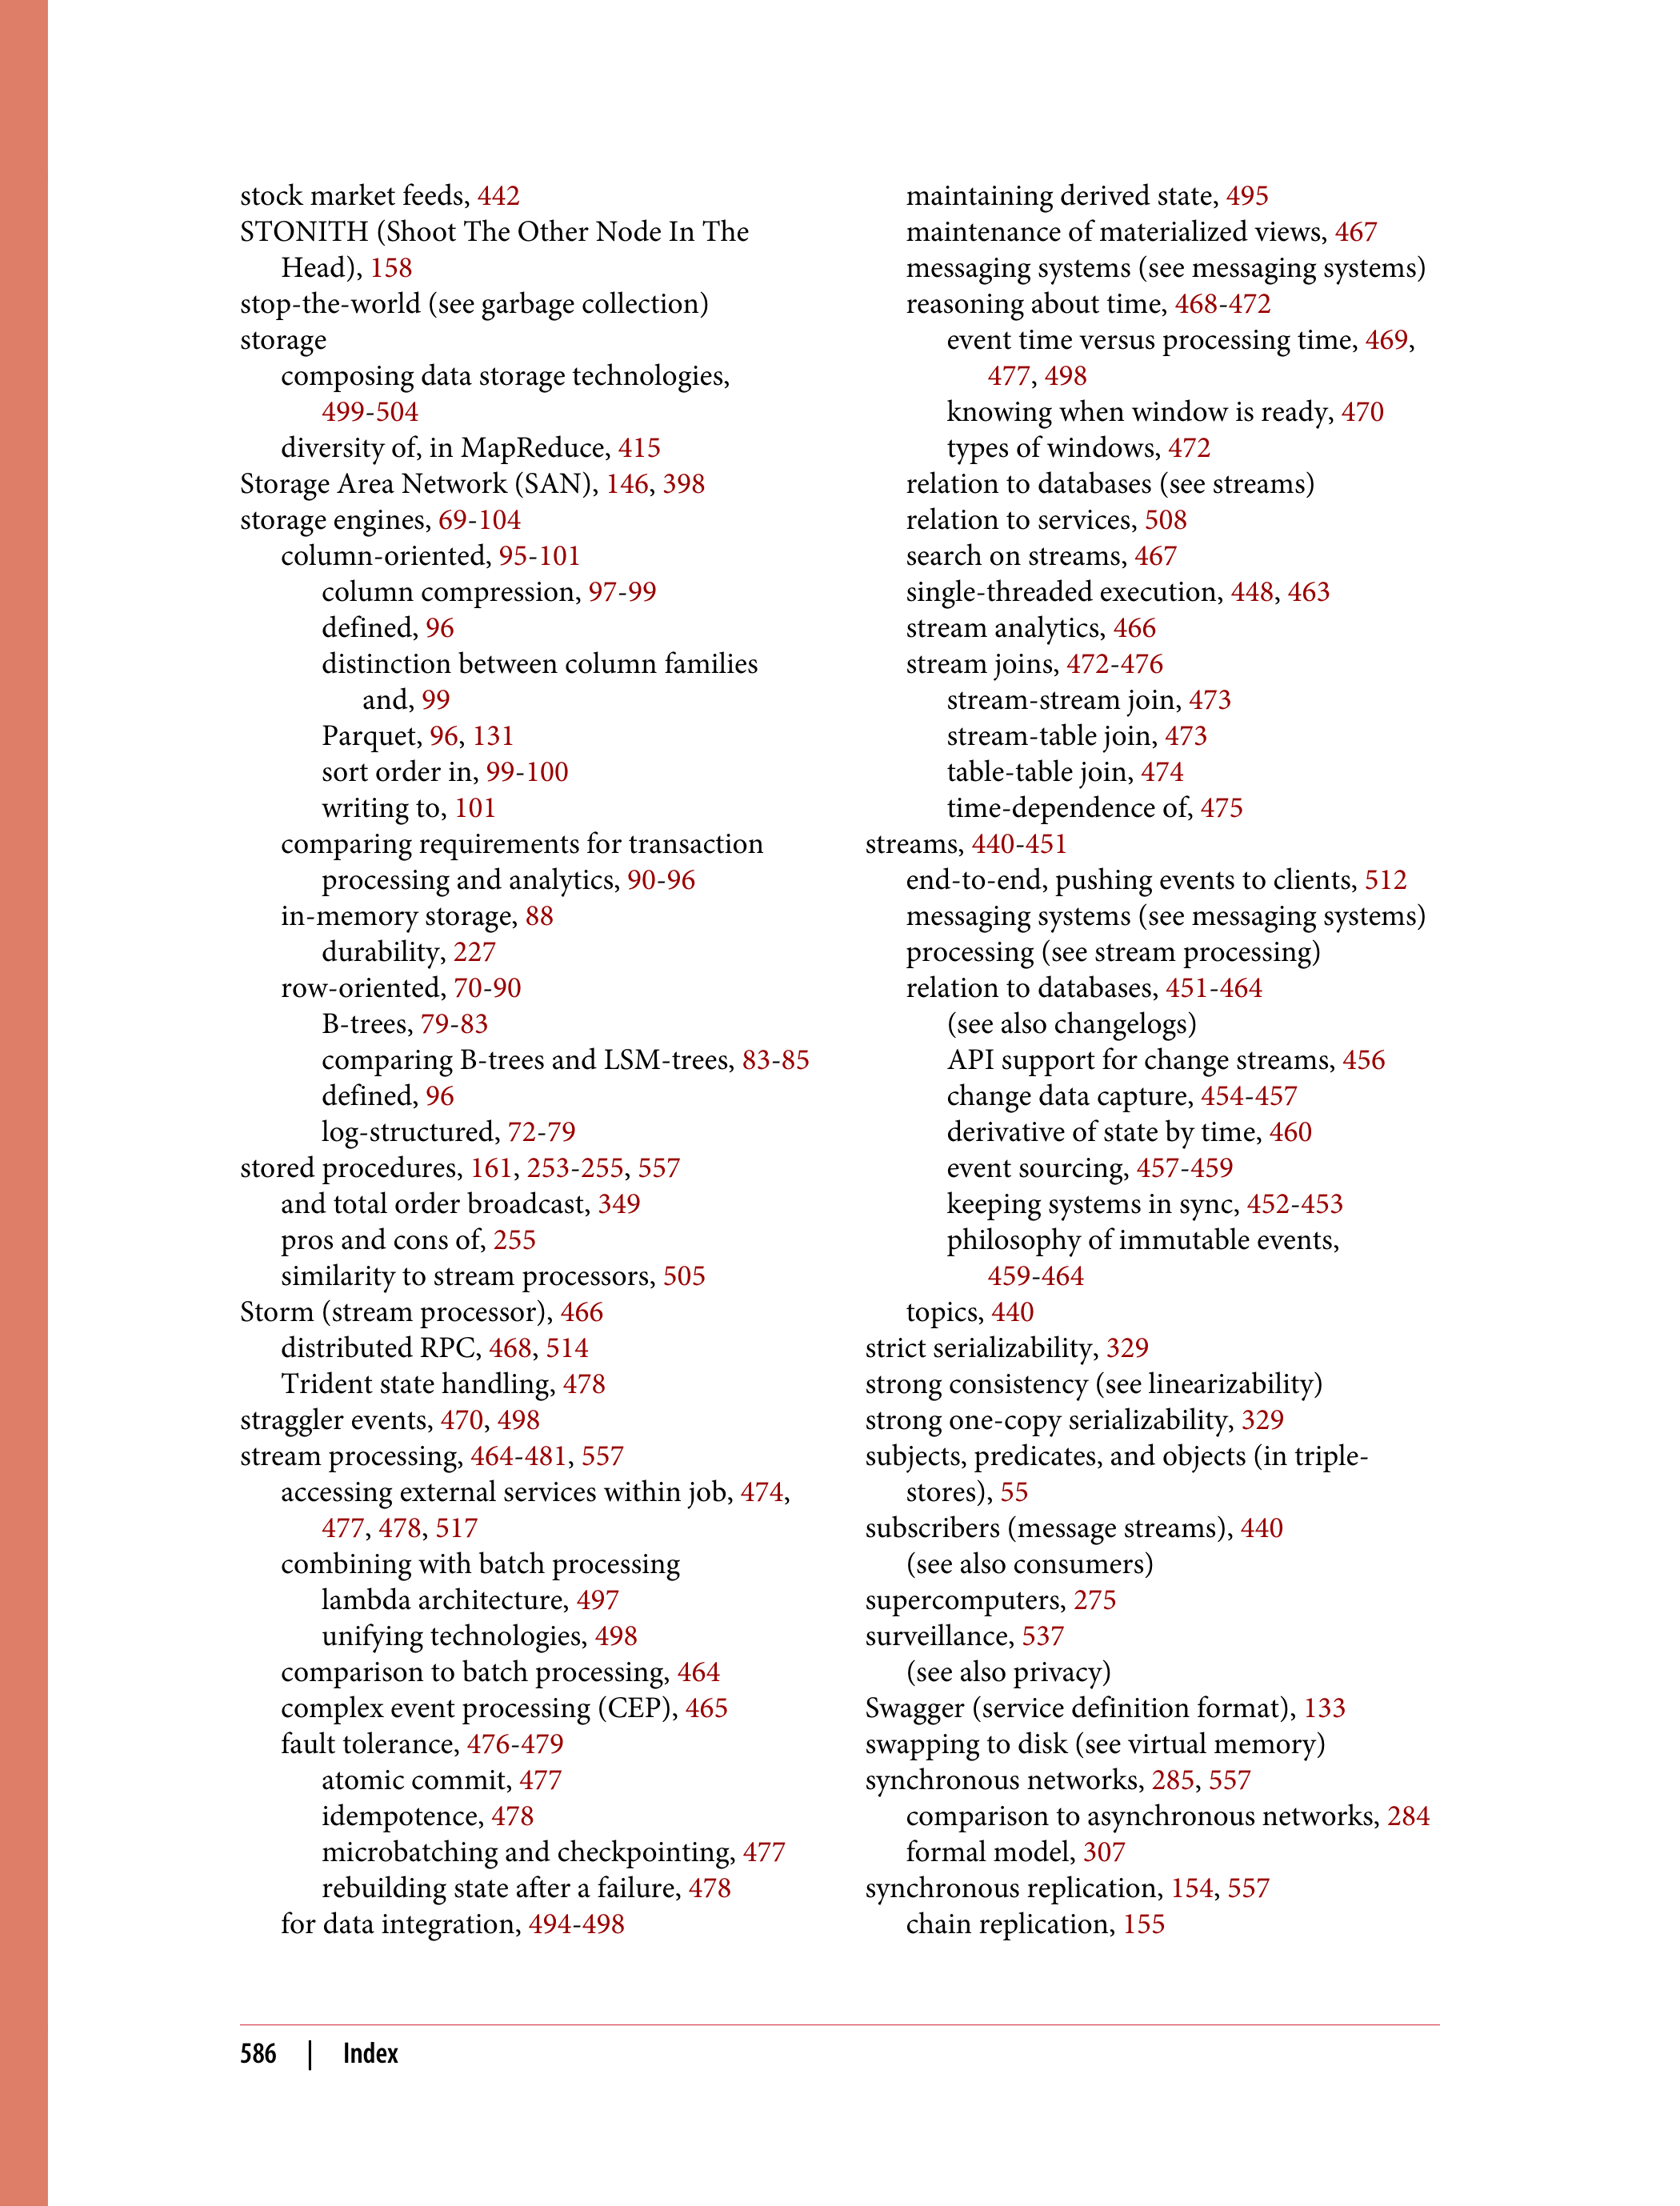 stock market feeds, 442
STONITH (Shoot The Other Node In The
Head), 158
stop-the-world (see garbage collection)
storage
composing data storage technologies,
499-504
diversity of, in MapReduce, 415
Storage Area Network (SAN), 146, 398
storage engines, 69-104
column-oriented, 95-101
column compression, 97-99
defined, 96
distinction between column families
and, 99
Parquet, 96, 131
sort order in, 99-100
writing to, 101
comparing requirements for transaction
processing and analytics, 90-96
in-memory storage, 88
durability, 227
row-oriented, 70-90
B-trees, 79-83
comparing B-trees and LSM-trees, 83-85
defined, 96
log-structured, 72-79
stored procedures, 161, 253-255, 557
and total order broadcast, 349
pros and cons of, 255
similarity to stream processors, 505
Storm (stream processor), 466
distributed RPC, 468, 514
Trident state handling, 478
straggler events, 470, 498
stream processing, 464-481, 557
accessing external services within job, 474,
477, 478, 517
combining with batch processing
lambda architecture, 497
unifying technologies, 498
comparison to batch processing, 464
complex event processing (CEP), 465
fault tolerance, 476-479
atomic commit, 477
idempotence, 478
microbatching and checkpointing, 477
rebuilding state after a failure, 478
for data integration, 494-498
maintaining derived state, 495
maintenance of materialized views, 467
messaging systems (see messaging systems)
reasoning about time, 468-472
event time versus processing time, 469,
477, 498
knowing when window is ready, 470
types of windows, 472
relation to databases (see streams)
relation to services, 508
search on streams, 467
single-threaded execution, 448, 463
stream analytics, 466
stream joins, 472-476
stream-stream join, 473
stream-table join, 473
table-table join, 474
time-dependence of, 475
streams, 440-451
end-to-end, pushing events to clients, 512
messaging systems (see messaging systems)
processing (see stream processing)
relation to databases, 451-464
(see also changelogs)
API support for change streams, 456
change data capture, 454-457
derivative of state by time, 460
event sourcing, 457-459
keeping systems in sync, 452-453
philosophy of immutable events,
459-464
topics, 440
strict serializability, 329
strong consistency (see linearizability)
strong one-copy serializability, 329
subjects, predicates, and objects (in triple-
stores), 55
subscribers (message streams), 440
(see also consumers)
supercomputers, 275
surveillance, 537
(see also privacy)
Swagger (service definition format), 133
swapping to disk (see virtual memory)
synchronous networks, 285, 557
comparison to asynchronous networks, 284
formal model, 307
synchronous replication, 154, 557
chain replication, 155
586 | Index